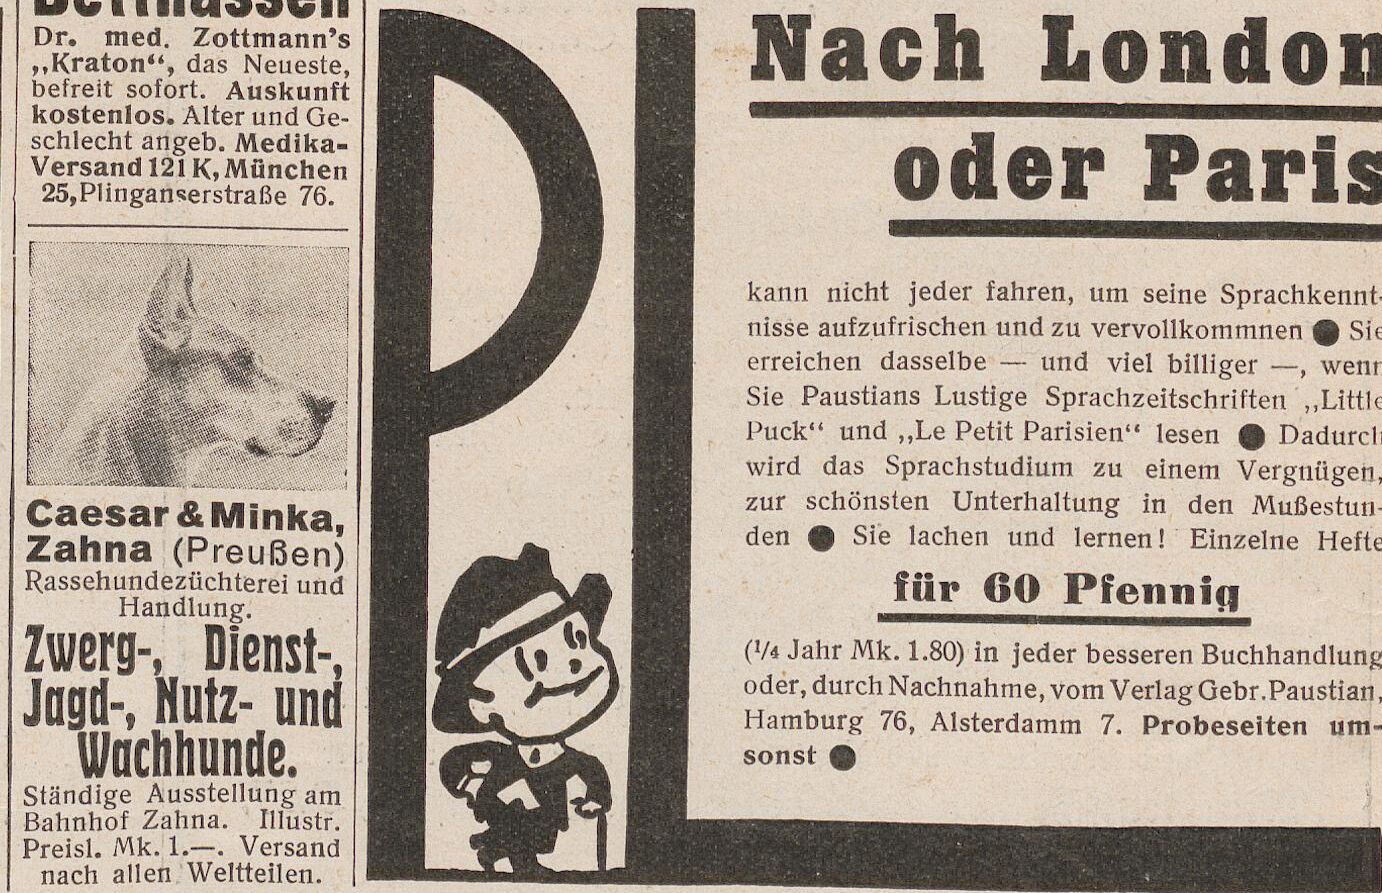 Bettnässen
Dr. med. Zottmann's
„Kraton“, das Neueste,
befreit sofort. Auskunft
kostenlos. Alter und Ge-
schlecht angeb. Medika-
Versand 121 K, München
25, Plinganserstraße 76.
Caesar & Minka,
Zahna (Preußen)
Rassehundezüchterei und
Handlung.
Zwerg-, Dienst-,
Jagd-, Nutz- und
Wachhunde.
Ständige Ausstellung am
Bahnhof Zahna. Illustr.
Preisl. Mk. 1.—. Versand
nach allen Weltteilen.
PL
Nach London
oder Paris
kann nicht jeder fahren, um seine Sprachkennt-
nisse aufzufrischen und zu vervollkommnen ● Sie
erreichen dasselbe — und viel billiger —, wenn
Sie Paustians Lustige Sprachzeitschriften „Little
Puck“ und „Le Petit Parisien“ lesen ● Dadurch
wird das Sprachstudium zu einem Vergnügen,
zur schönsten Unterhaltung in den Mußestun-
den ● Sie lachen und lernen! Einzelne Hefte
für 60 Pfennig
(¼ Jahr Mk. 1.80) in jeder besseren Buchhandlung
oder, durch Nachnahme, vom Verlag Gebr. Paustian,
Hamburg 76, Alsterdamm 7. Probeseiten um-
sonst ●